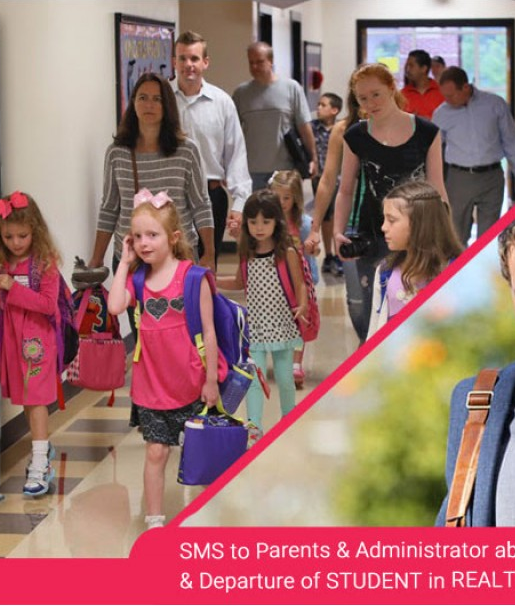 SMS to Parents & Administrator ab
& Departure of STUDENT in REALT